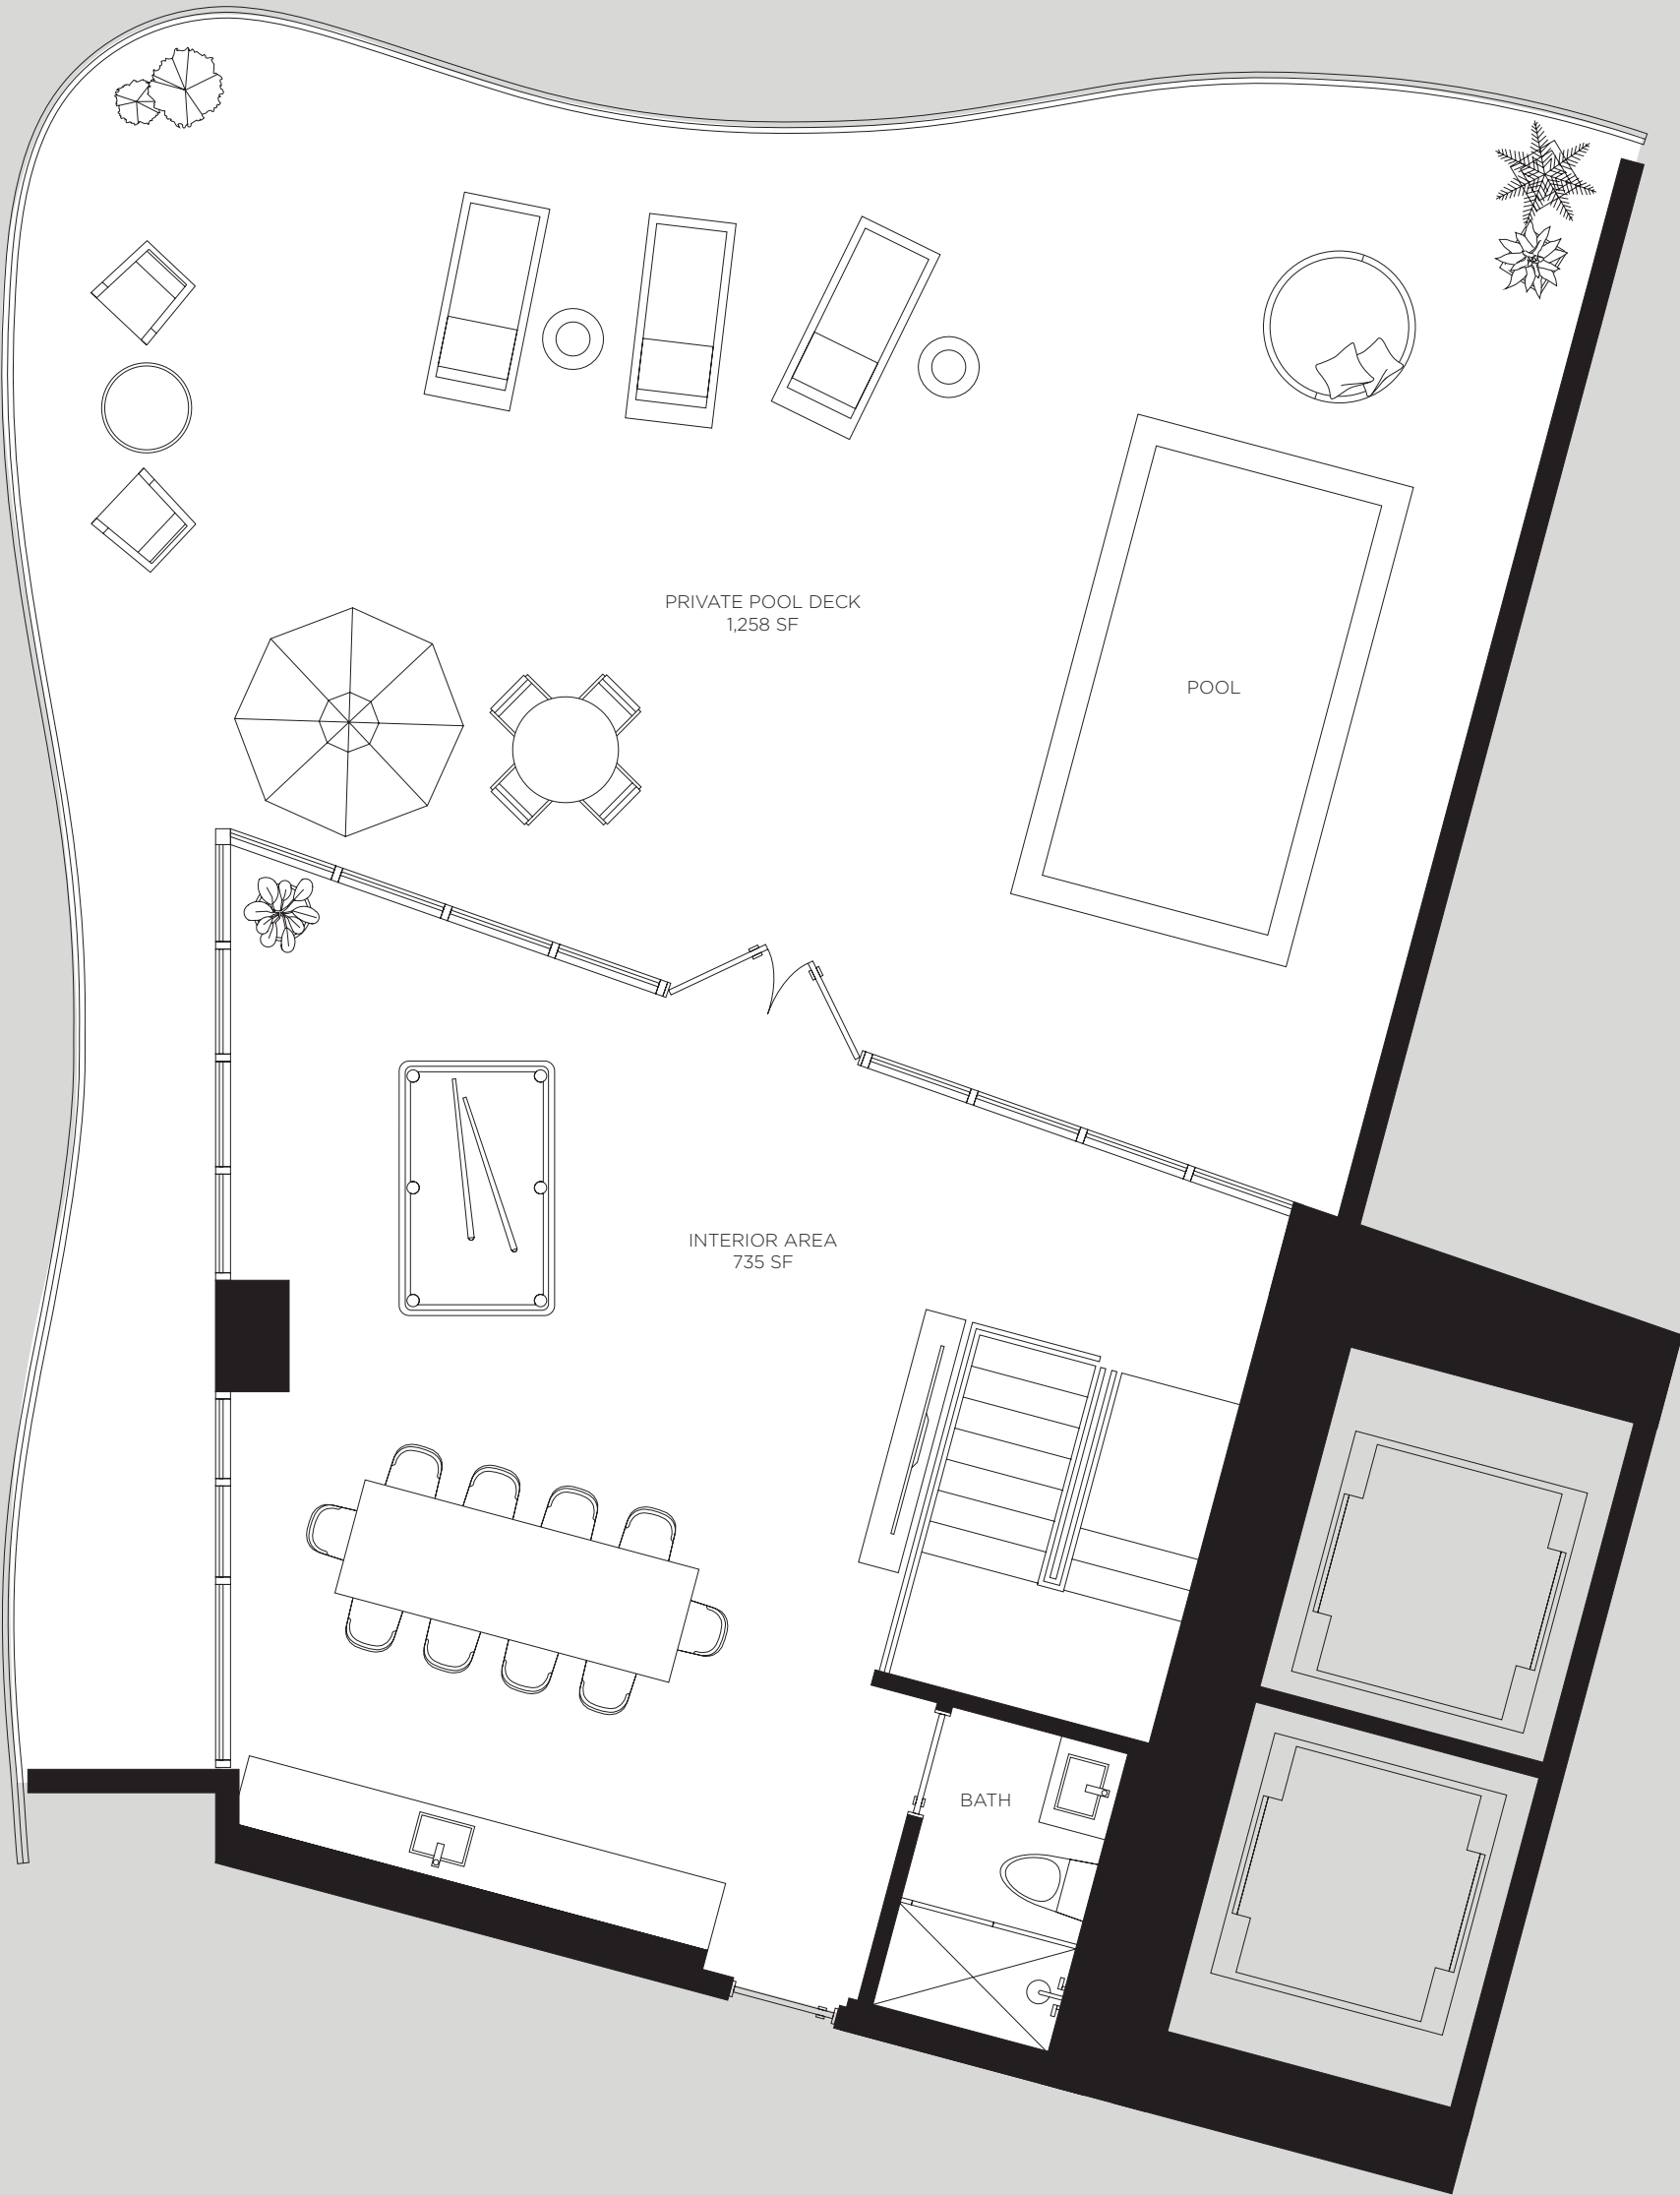 PRIVATE POOL DECK
1,258 SF
POOL
INTERIOR AREA
735 SF
BATH